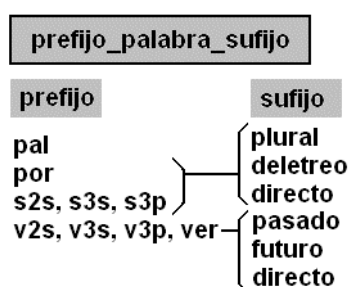 prefijo_palabra_sufijo
prefijo
sufijo
pal
por
s2s, s3s, s3p
v2s, v3s, v3p, ver
plural
deletreo
directo
pasado
futuro
directo